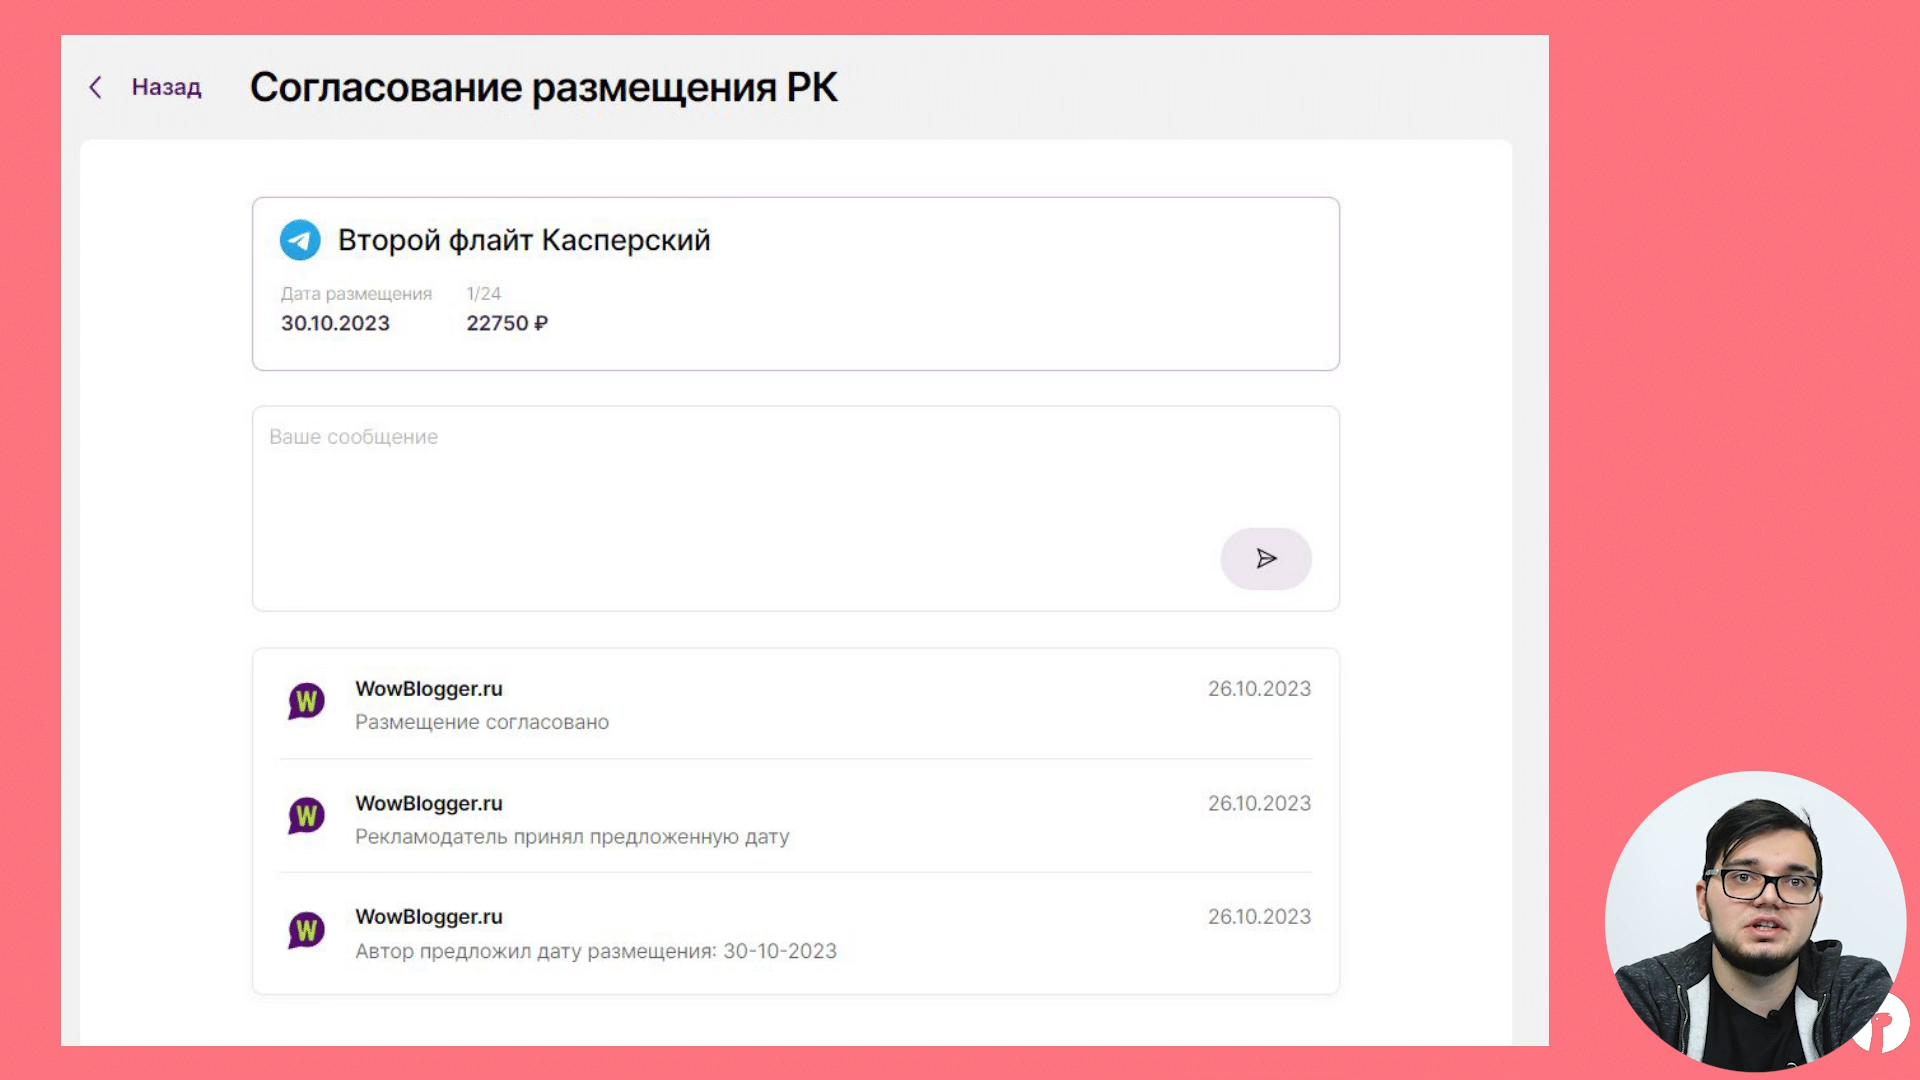 Назад
Согласование размещения РК
Второй флайт Касперский
Дата размещения 1/24
30.10.2023 22750 ₽
Ваше сообщение
WowBlogger.ru 26.10.2023
Размещение согласовано
WowBlogger.ru 26.10.2023
Рекламодатель принял предложенную дату
WowBlogger.ru 26.10.2023
Автор предложил дату размещения: 30-10-2023